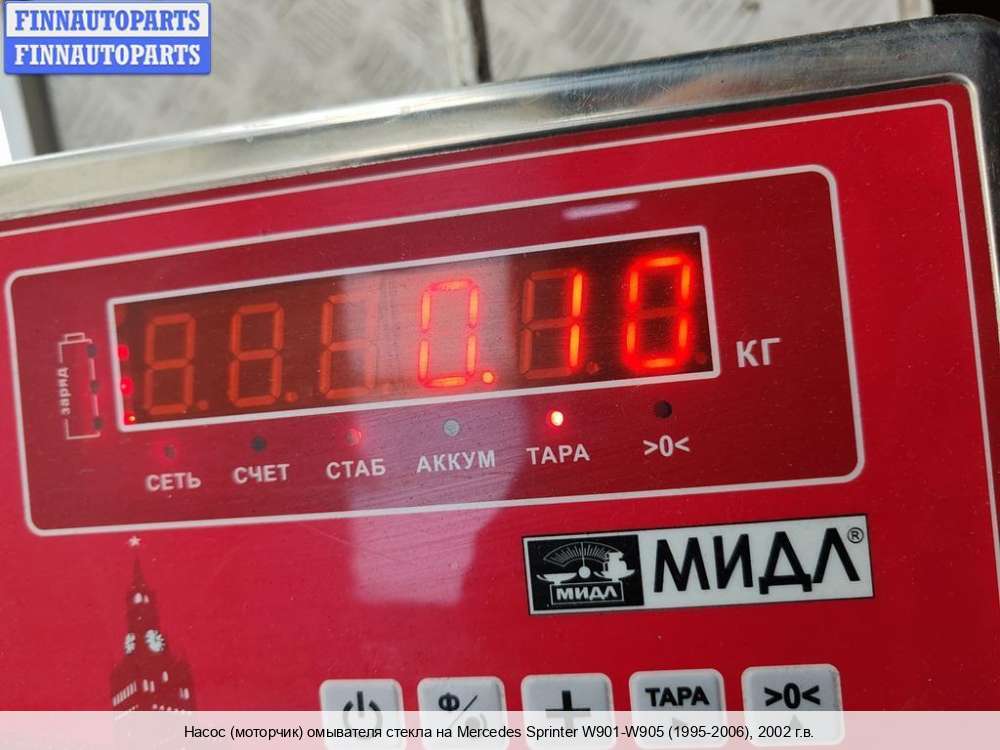 FINNAUTOPARTS
FINNAUTOPARTS
0.10
КГ
заряд
СЕТЬ СЧЕТ СТАБ АККУМ ТАРА >0<
МИДЛ МИДЛ®
Ф/ + ТАРА >0<
Насос (моторчик) омывателя стекла на Mercedes Sprinter W901-W905 (1995-2006), 2002 г.в.